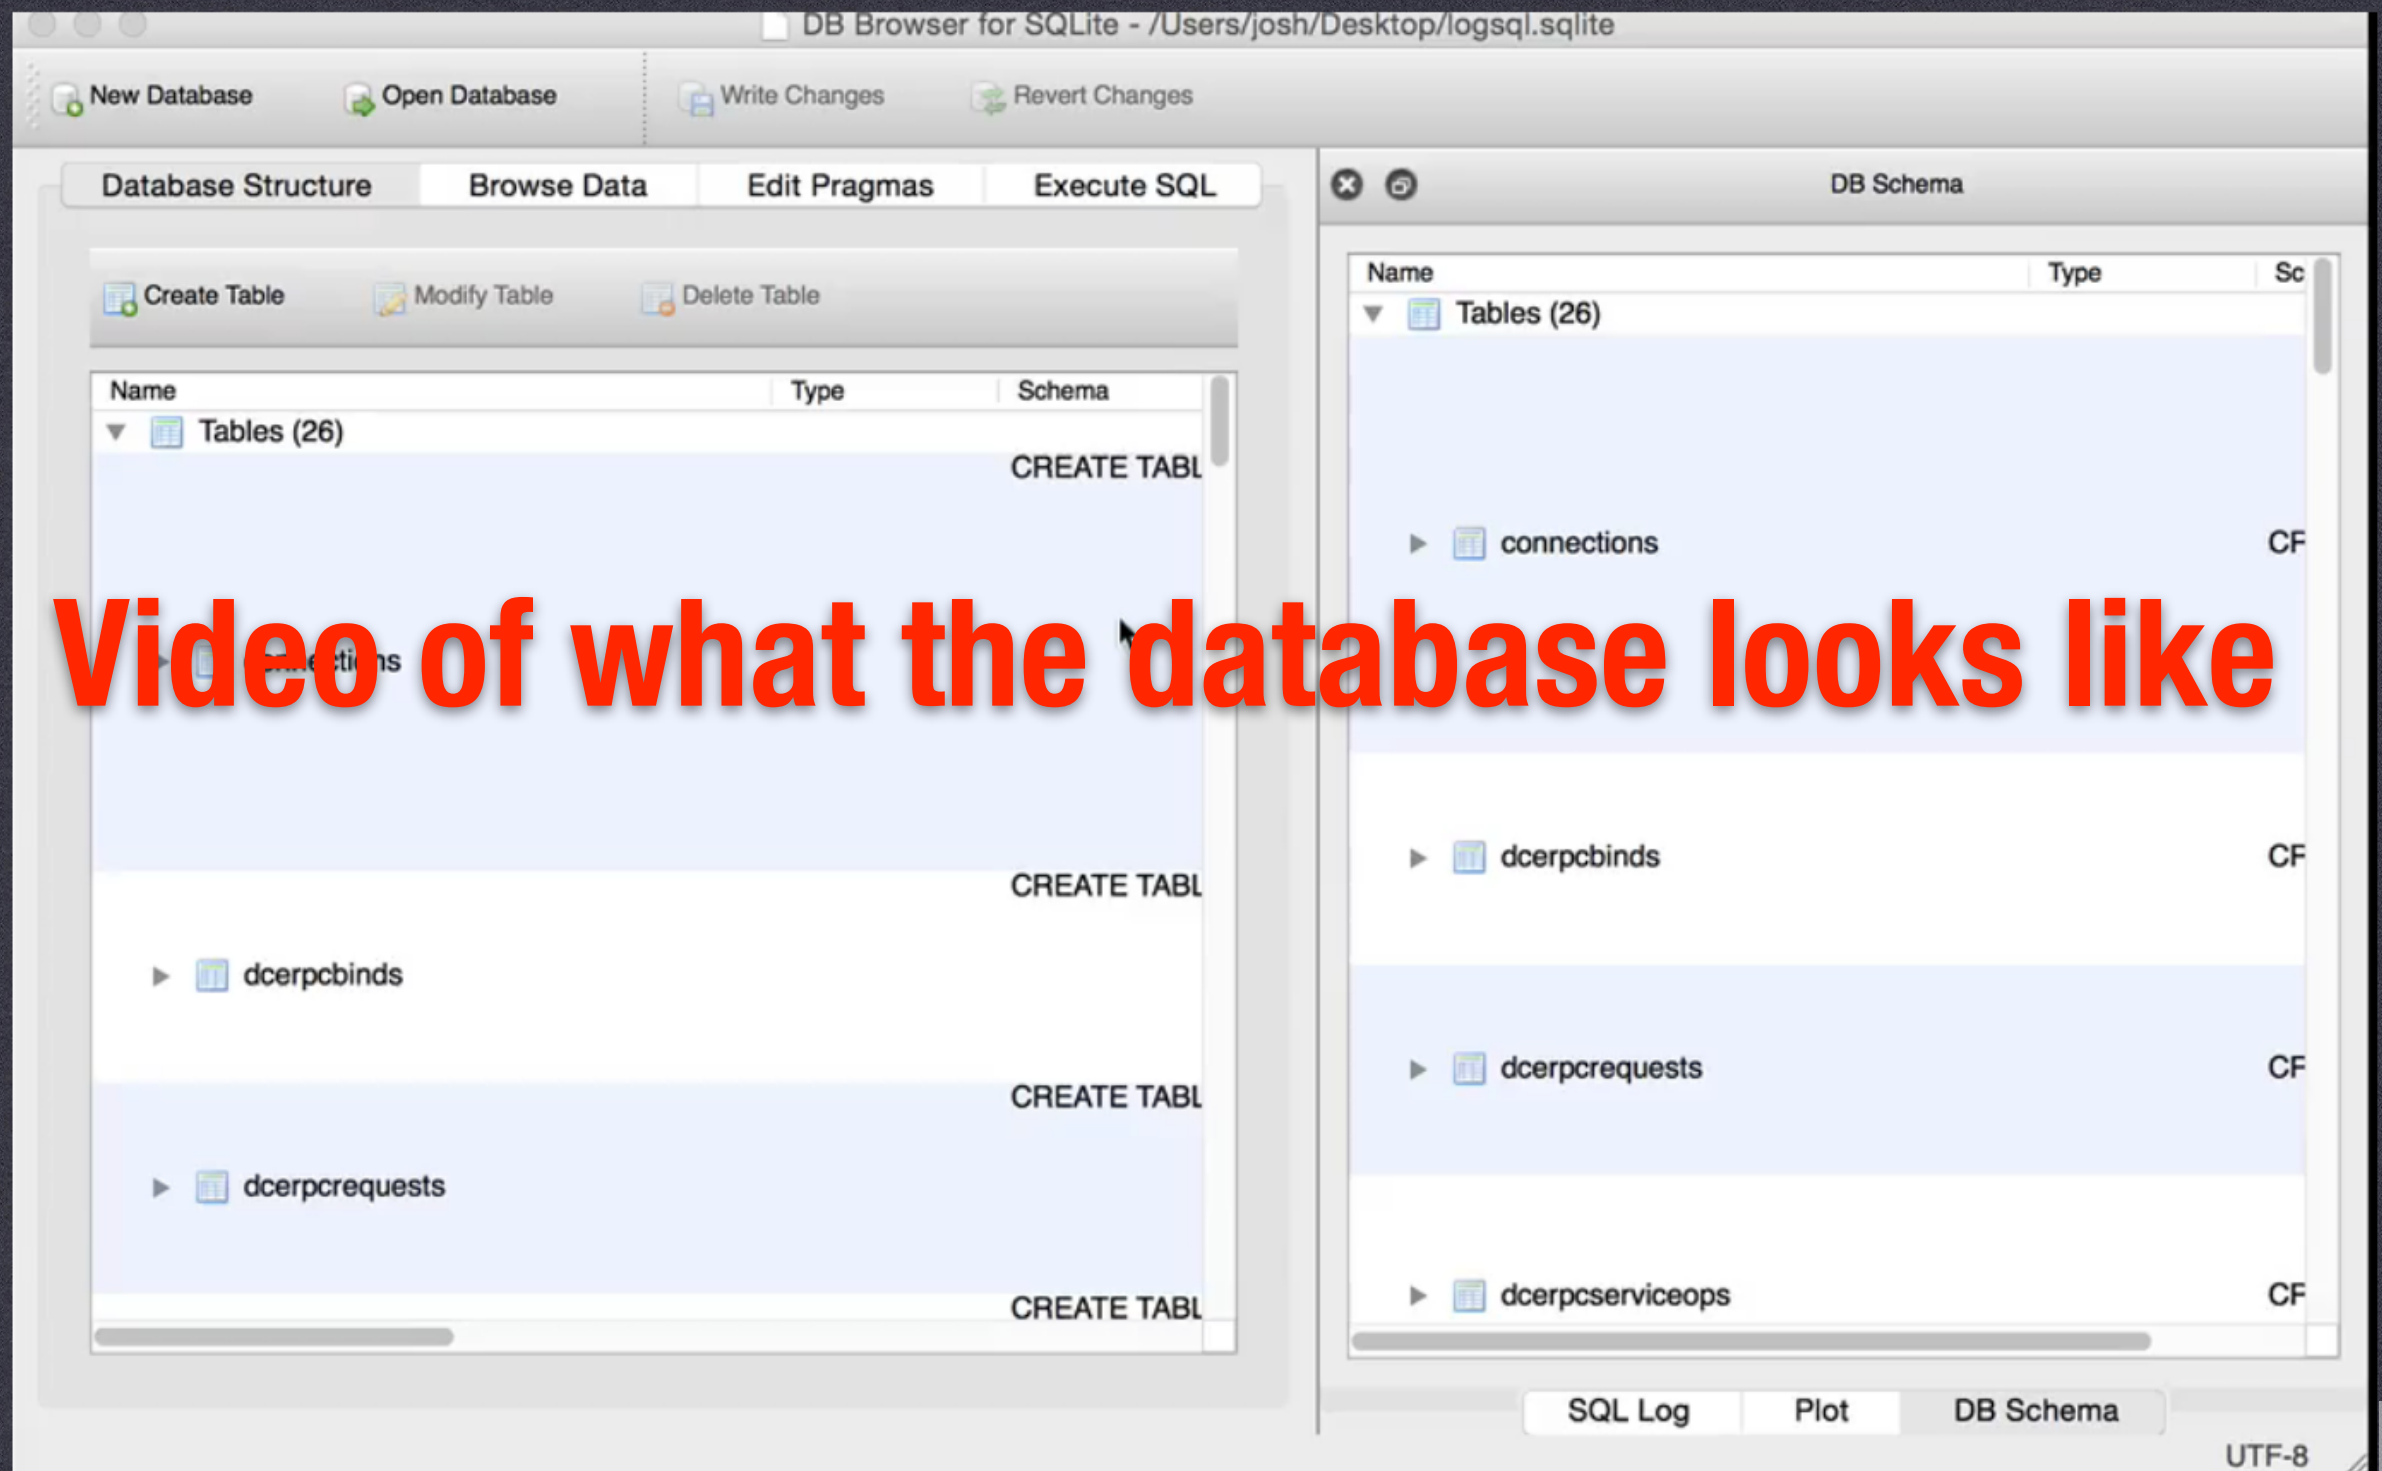 DB Browser for SQLite - /Users/josh/Desktop/logsql.sqlite
New Database Open Database Write Changes Revert Changes
Database Structure Browse Data Edit Pragmas Execute SQL
Create Table Modify Table Delete Table
Name Type Schema
Tables (26)
CREATE TABL
connections
CREATE TABL
dcerpcbinds
CREATE TABL
dcerpcrequests
CREATE TABL
DB Schema
Name Type Sc
Tables (26)
connections CF
dcerpcbinds CF
dcerpcrequests CF
dcerpcserviceops CF
SQL Log Plot DB Schema
UTF-8
Video of what the database looks like